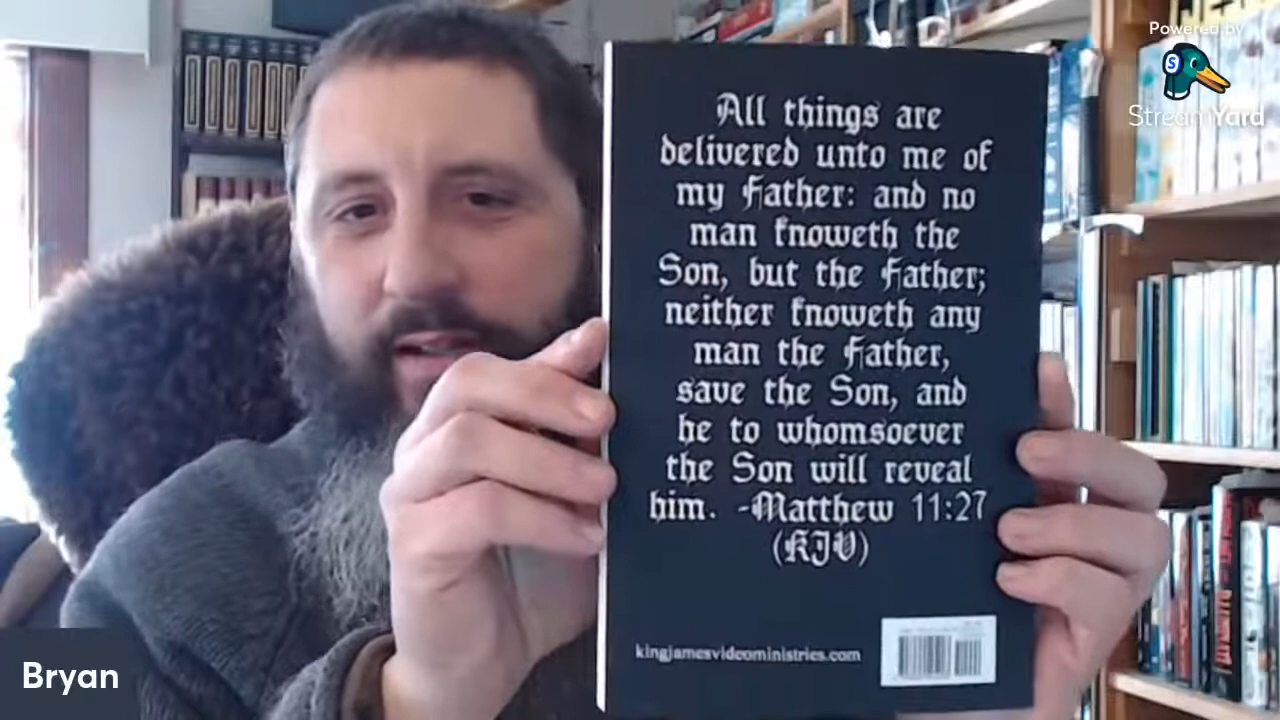 Powered by
S
StreamYard
All things are
delivered unto me of
my Father: and no
man knoweth the
Son, but the Father;
neither knoweth any
man the Father,
save the Son, and
he to whomsoever
the Son will reveal
him. -Matthew 11:27
(KJV)
kingjamesvideoministries.com
Bryan